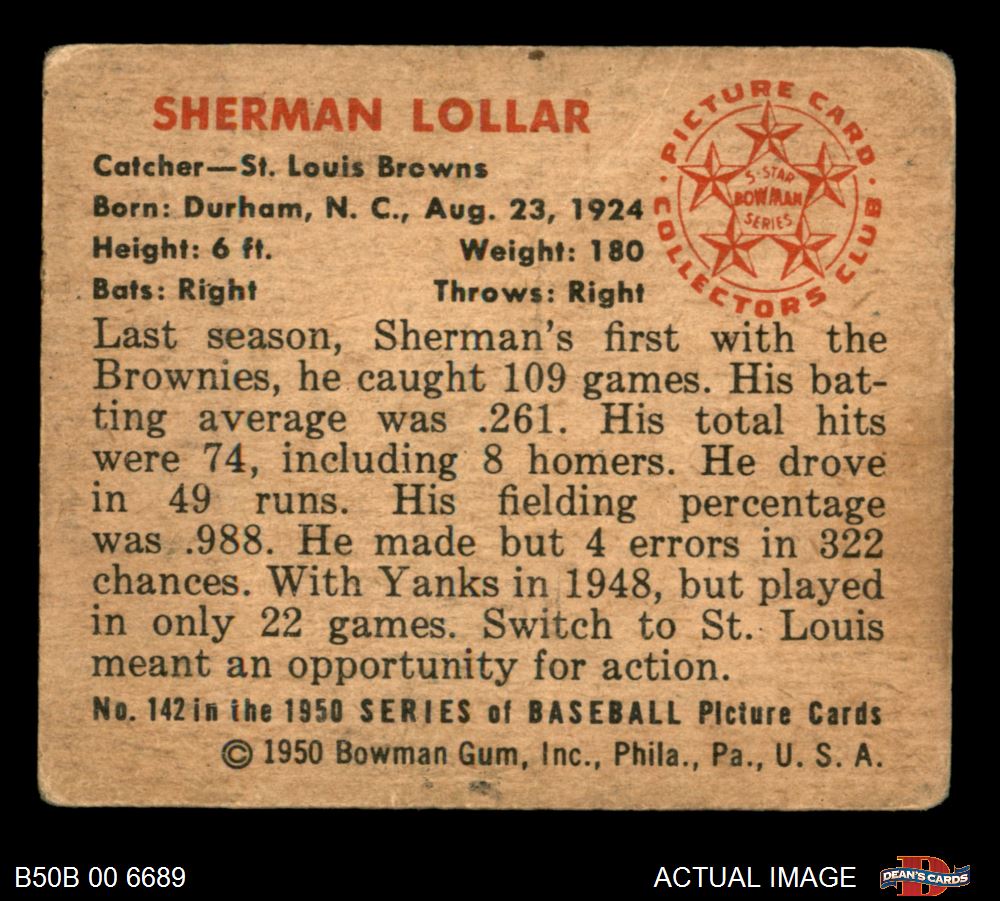 SHERMAN LOLLAR
Catcher—St. Louis Browns
Born: Durham, N. C., Aug. 23, 1924
Height: 6 ft. Weight: 180
Bats: Right Throws: Right
PICTURE CARD
COLLECTORS CLUB
5-STAR
BOWMAN
SERIES
Last season, Sherman's first with the
Brownies, he caught 109 games. His bat-
ting average was .261. His total hits
were 74, including 8 homers. He drove
in 49 runs. His fielding percentage
was .988. He made but 4 errors in 322
chances. With Yanks in 1948, but played
in only 22 games. Switch to St. Louis
meant an opportunity for action.
No. 142 in the 1950 SERIES of BASEBALL Picture Cards
© 1950 Bowman Gum, Inc., Phila., Pa., U. S. A.
B50B 00 6689
ACTUAL IMAGE
DEAN'S CARDS